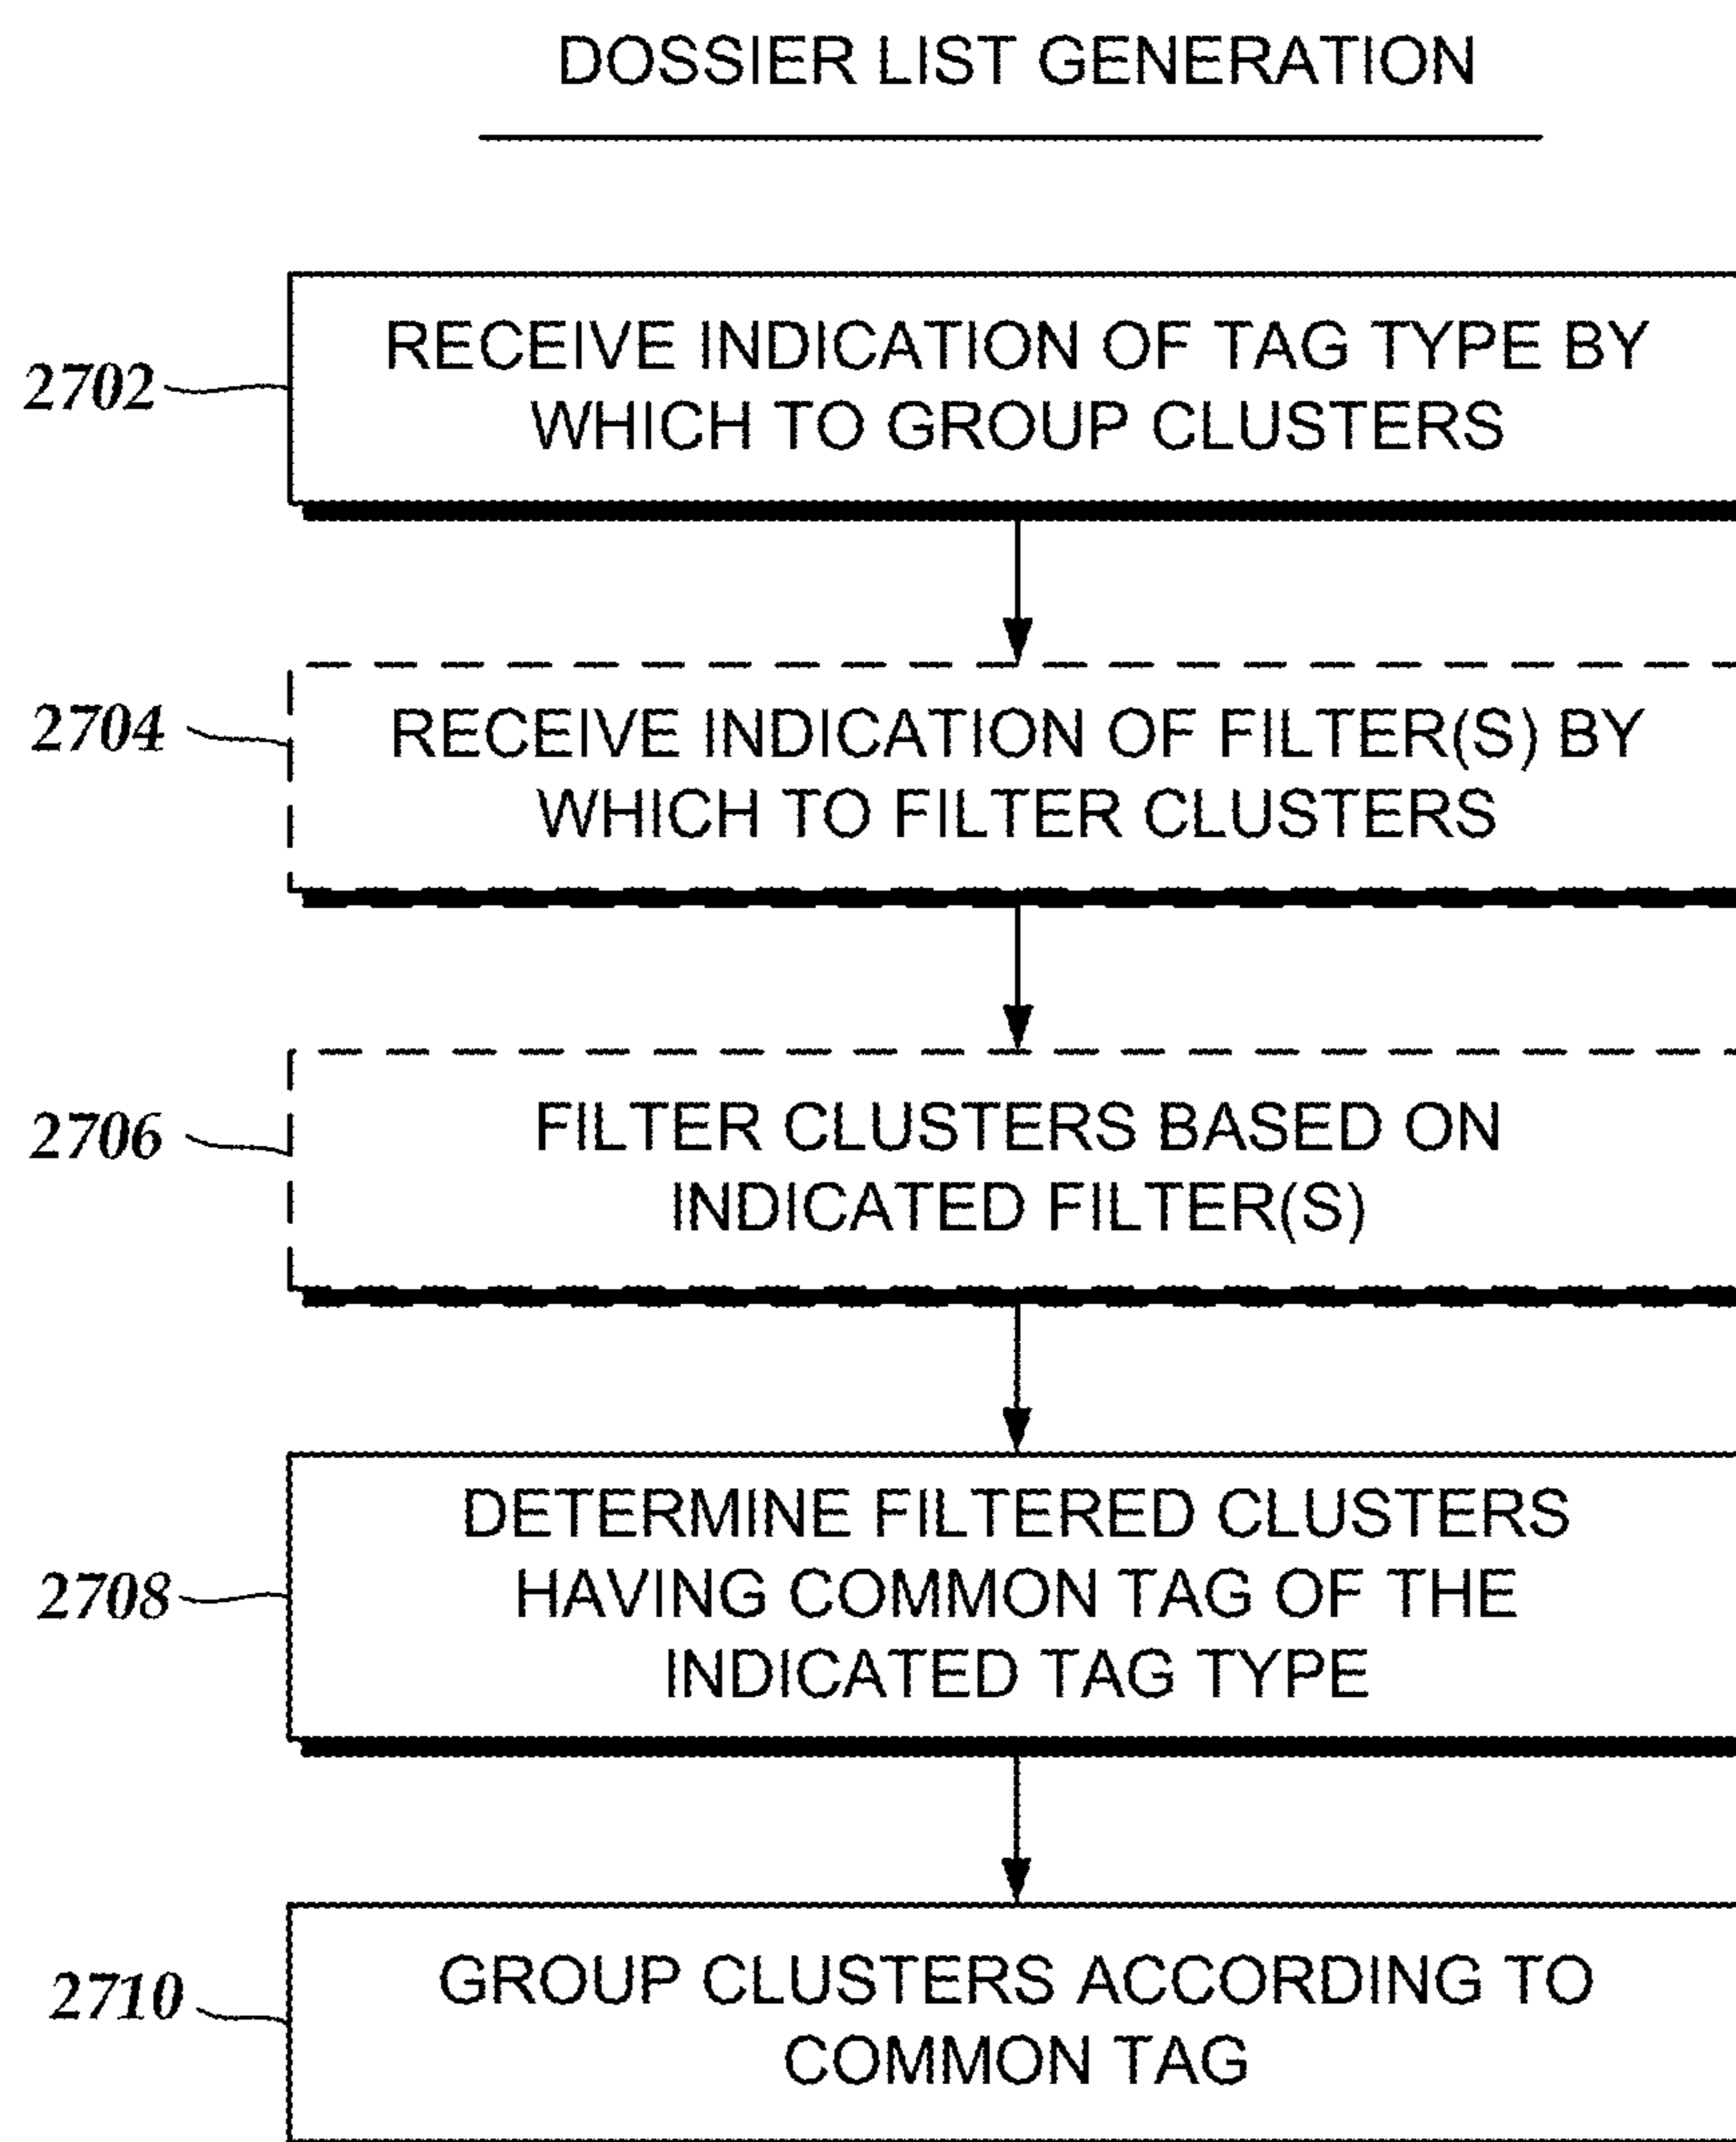 DOSSIER LIST GENERATION
2702
RECEIVE INDICATION OF TAG TYPE BY
WHICH TO GROUP CLUSTERS
2704
RECEIVE INDICATION OF FILTER(S) BY
WHICH TO FILTER CLUSTERS
2706
FILTER CLUSTERS BASED ON
INDICATED FILTER(S)
2708
DETERMINE FILTERED CLUSTERS
HAVING COMMON TAG OF THE
INDICATED TAG TYPE
2710
GROUP CLUSTERS ACCORDING TO
COMMON TAG